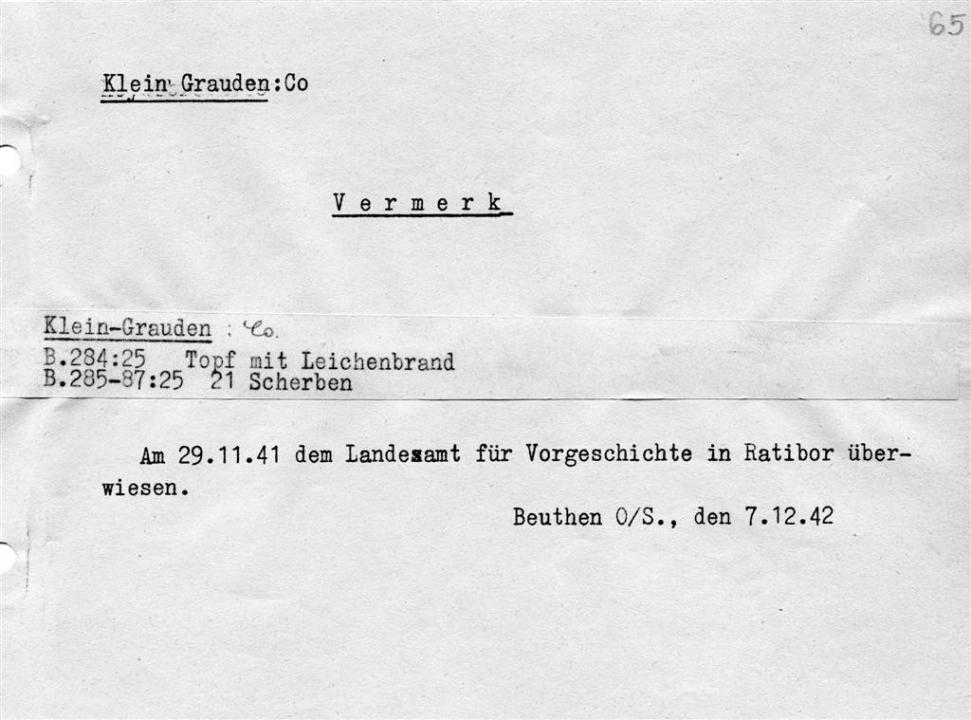 65
Klein Grauden:Co
V e r m e r k
Klein-Grauden : Co.
B.284:25 Topf mit Leichenbrand
B.285-87:25 21 Scherben
Am 29.11.41 dem Landesamt für Vorgeschichte in Ratibor über-
wiesen.
Beuthen O/S., den 7.12.42